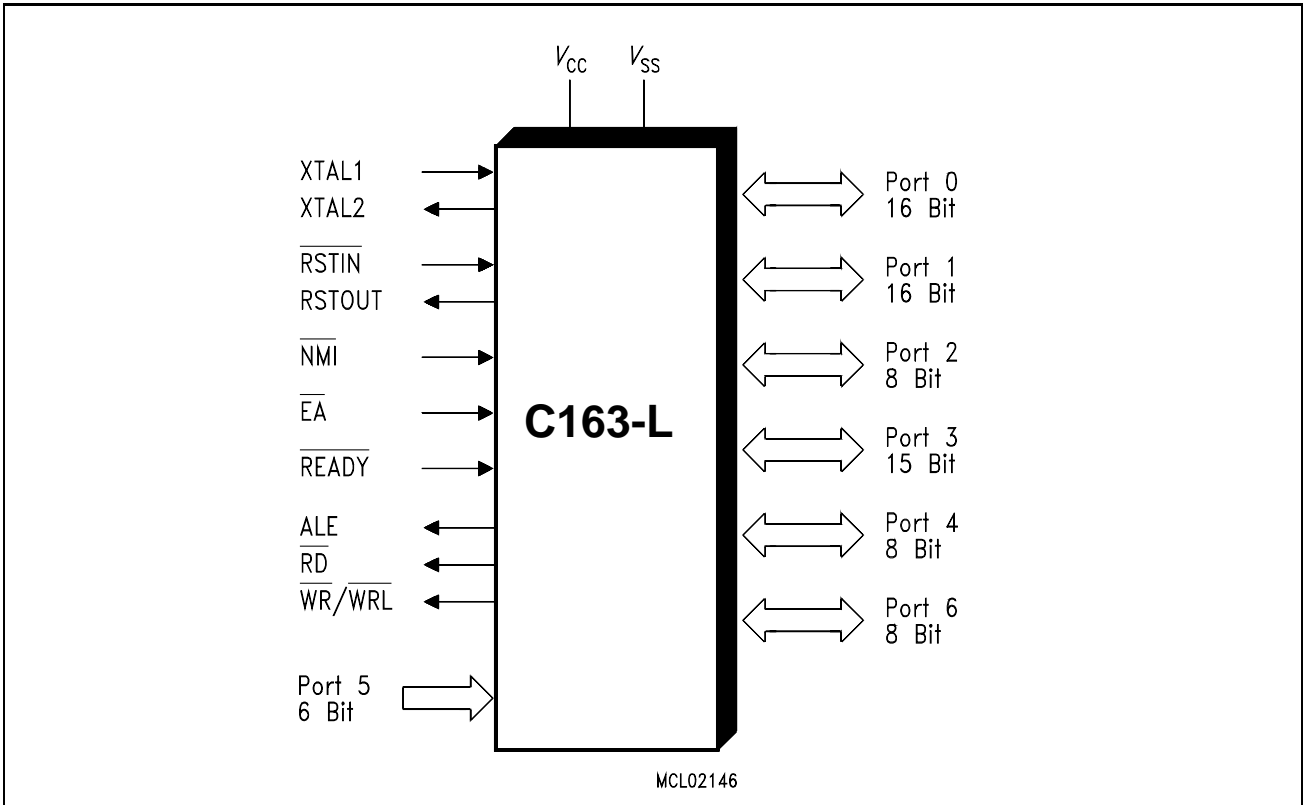 VCC VSS
XTAL1
XTAL2
RSTIN
RSTOUT
NMI
EA
READY
ALE
RD
WR/WRL
Port 5
6 Bit
C163-L
Port 0
16 Bit
Port 1
16 Bit
Port 2
8 Bit
Port 3
15 Bit
Port 4
8 Bit
Port 6
8 Bit
MCL02146